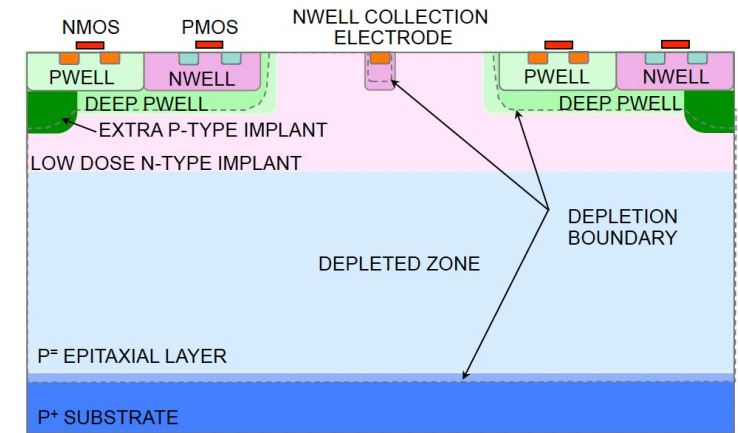 NMOS
PMOS
NWELL COLLECTION
ELECTRODE
PWELL
NWELL
DEEP PWELL
PWELL
NWELL
DEEP PWELL
EXTRA P-TYPE IMPLANT
LOW DOSE N-TYPE IMPLANT
DEPLETION
BOUNDARY
DEPLETED ZONE
P⁼ EPITAXIAL LAYER
P⁺ SUBSTRATE